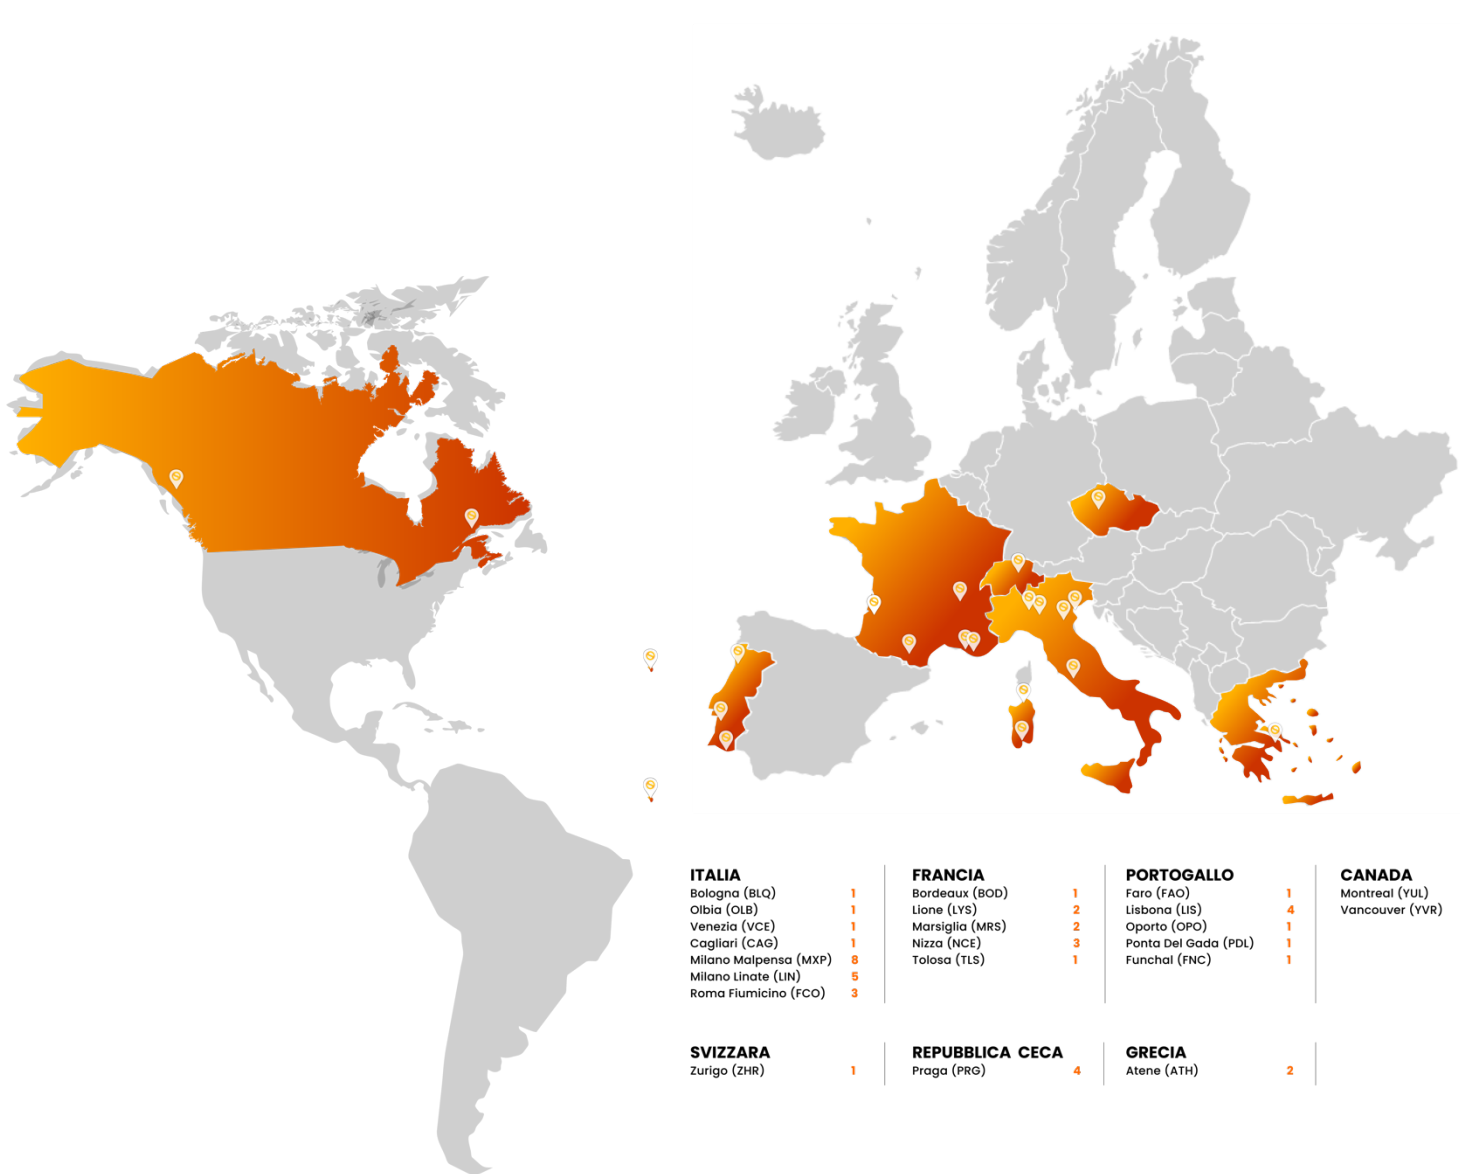 ITALIA
Bologna (BLQ) 1
Olbia (OLB) 1
Venezia (VCE) 1
Cagliari (CAG) 1
Milano Malpensa (MXP) 8
Milano Linate (LIN) 5
Roma Fiumicino (FCO) 3
FRANCIA
Bordeaux (BOD) 1
Lione (LYS) 2
Marsiglia (MRS) 2
Nizza (NCE) 3
Tolosa (TLS) 1
PORTOGALLO
Faro (FAO) 1
Lisbona (LIS) 4
Oporto (OPO) 1
Ponta Del Gada (PDL) 1
Funchal (FNC) 1
CANADA
Montreal (YUL)
Vancouver (YVR)
SVIZZARA
Zurigo (ZHR) 1
REPUBBLICA CECA
Praga (PRG) 4
GRECIA
Atene (ATH) 2